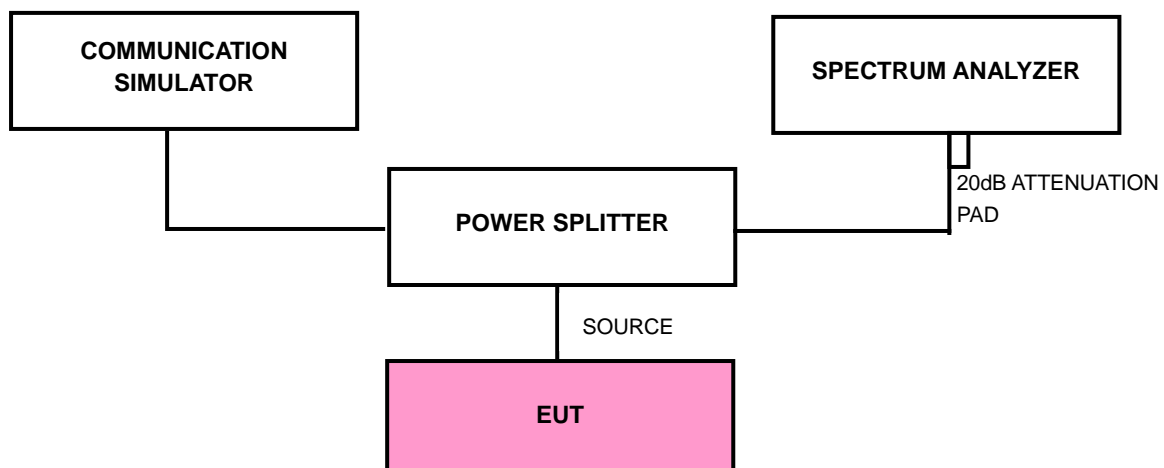 COMMUNICATION
SIMULATOR
SPECTRUM ANALYZER
20dB ATTENUATION
PAD
POWER SPLITTER
SOURCE
EUT